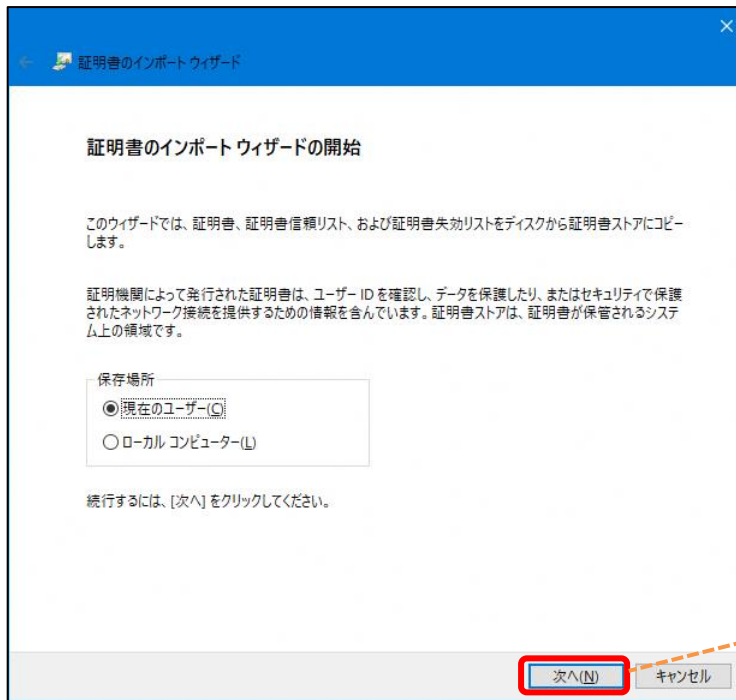 証明書のインポート ウィザード
証明書のインポート ウィザードの開始
このウィザードでは、証明書、証明書信頼リスト、および証明書失効リストをディスクから証明書ストアにコピー
します。
証明機関によって発行された証明書は、ユーザー ID を確認し、データを保護したり、またはセキュリティで保護
されたネットワーク接続を提供するための情報を含んでいます。証明書ストアは、証明書が保管されるシステ
ム上の領域です。
保存場所
現在のユーザー(C)
ローカル コンピューター(L)
続行するには、[次へ] をクリックしてください。
次へ(N)
キャンセル